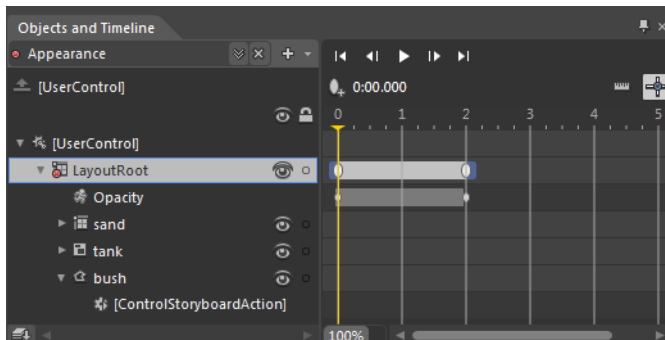 Objects and Timeline
Appearance
[UserControl]
0:00.000
0 1 2 3 4 5
[UserControl]
LayoutRoot
Opacity
sand
tank
bush
[ControlStoryboardAction]
100%